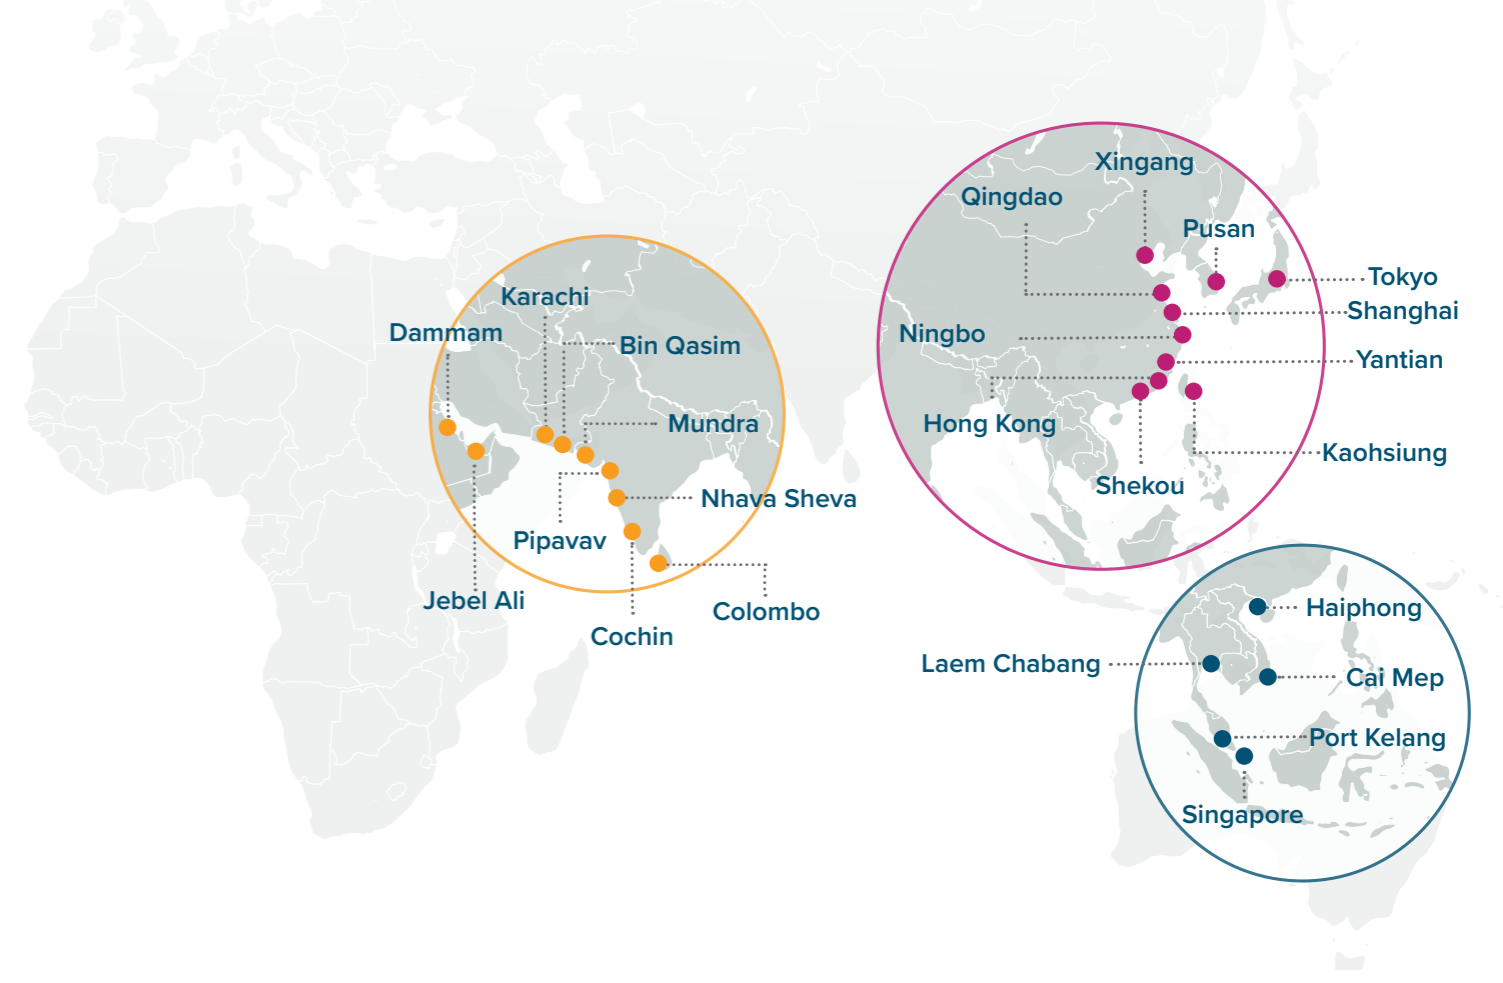 Xingang
Qingdao
Pusan
Tokyo
Shanghai
Ningbo
Yantian
Hong Kong
Kaohsiung
Shekou
Karachi
Dammam
Bin Qasim
Mundra
Nhava Sheva
Pipavav
Jebel Ali
Colombo
Cochin
Haiphong
Laem Chabang
Cai Mep
Port Kelang
Singapore